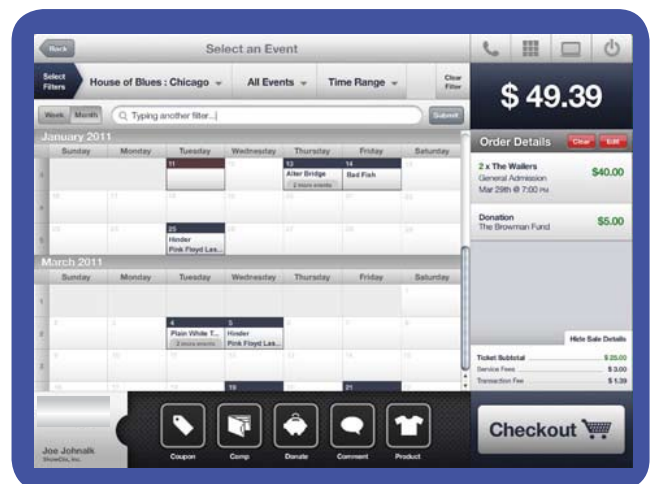 Back
Select an Event
Select Filters
House of Blues : Chicago
All Events
Time Range
Clear Filter
Week
Month
Typing another filter...|
Submit
January 2011
Sunday Monday Tuesday Wednesday Thursday Friday Saturday
11 13 14
Alter Bridge
Bad Fish
2 more events
25
Hinder
Pink Floyd Las...
March 2011
Sunday Monday Tuesday Wednesday Thursday Friday Saturday
4 5
Plain White T...
Hinder
2 more events
Pink Floyd Las...
19 21
$ 49.39
Order Details
Clear
Edit
2 x The Wailers
$40.00
General Admission
Mar 29th @ 7:00 PM
Donation
$5.00
The Browman Fund
Hide Sale Details
Ticket Subtotal
Service Fees $ 3.00
Transaction Fee $ 1.39
Joe Johnalk
Coupon
Comp
Donate
Comment
Product
Checkout